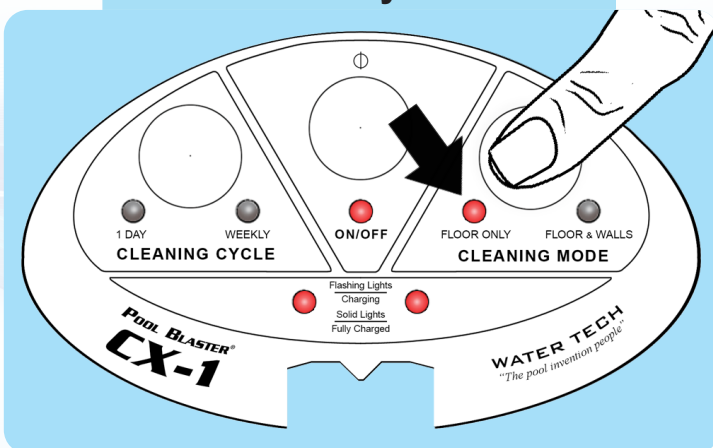 1 DAY
WEEKLY
CLEANING CYCLE
ON/OFF
FLOOR ONLY
FLOOR & WALLS
CLEANING MODE
Flashing Lights
Charging
Solid Lights
Fully Charged
POOL BLASTER®
CX-1
WATER TECH
"The pool invention people"